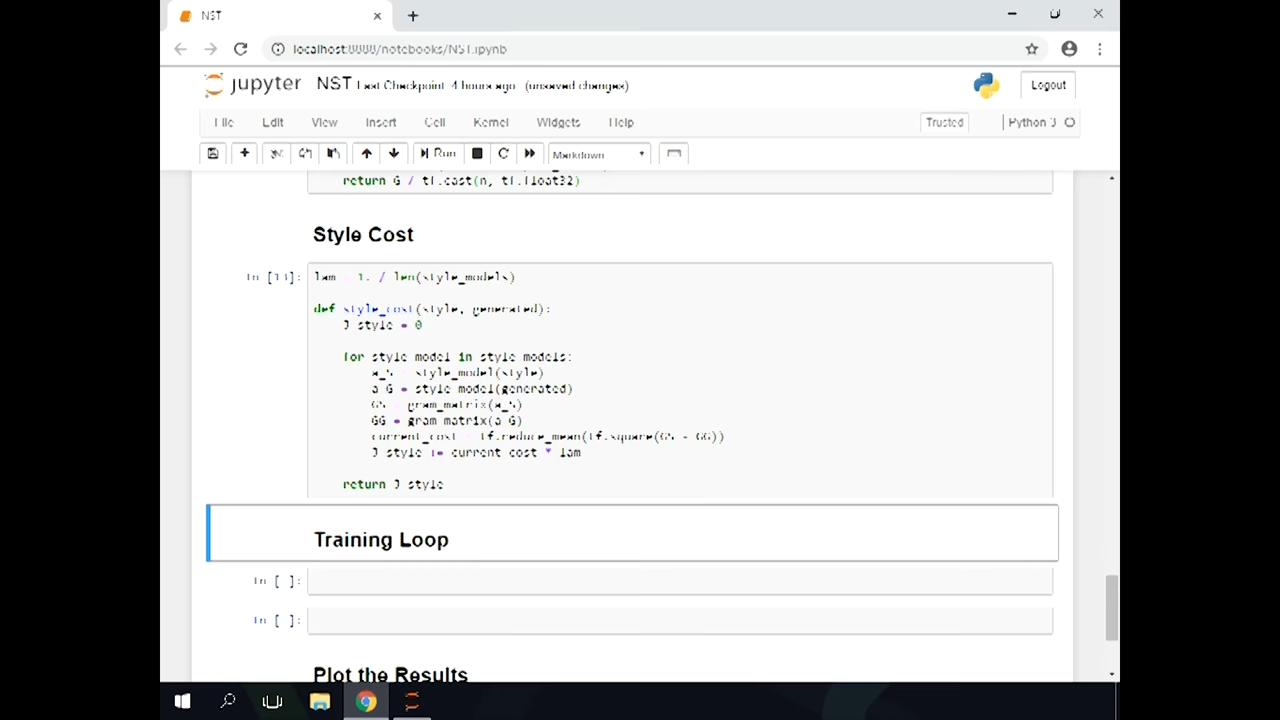 NST
localhost:8888/notebooks/NST.ipynb
jupyter NST Last Checkpoint: 4 hours ago (unsaved changes)
Logout
File Edit View Insert Cell Kernel Widgets Help
Trusted Python 3
Run
Markdown
return G / tf.cast(n, tf.float32)
Style Cost
In [13]:
lam = 1. / len(style_models)
def style_cost(style, generated):
J_style = 0
for style_model in style_models:
a_S = style_model(style)
a_G = style_model(generated)
GS = gram_matrix(a_S)
GG = gram_matrix(a_G)
current_cost = tf.reduce_mean(tf.square(GS - GG))
J_style += current_cost * lam
return J_style
Training Loop
In [ ]:
In [ ]:
Plot the Results